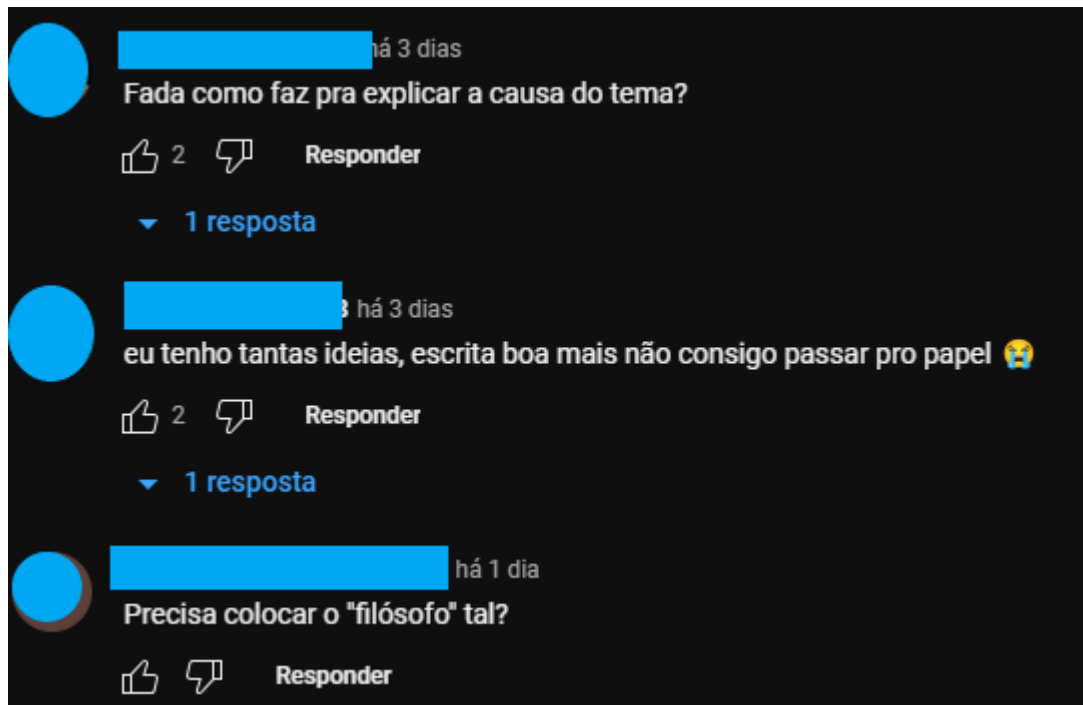 há 3 dias
Fada como faz pra explicar a causa do tema?
2 Responder
1 resposta
há 3 dias
eu tenho tantas ideias, escrita boa mais não consigo passar pro papel 😭
2 Responder
1 resposta
há 1 dia
Precisa colocar o "filósofo" tal?
Responder